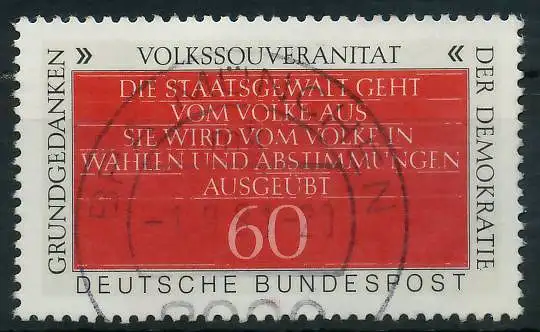 » VOLKSSOUVERANITAT «
GRUNDGEDANKEN
DER DEMOKRATIE
DIE STAATSGEWALT GEHT
VOM VOLKE AUS
SIE WIRD VOM VOLKE IN
WAHLEN UND ABSTIMMUNGEN
AUSGEÜBT
60
DEUTSCHE BUNDESPOST